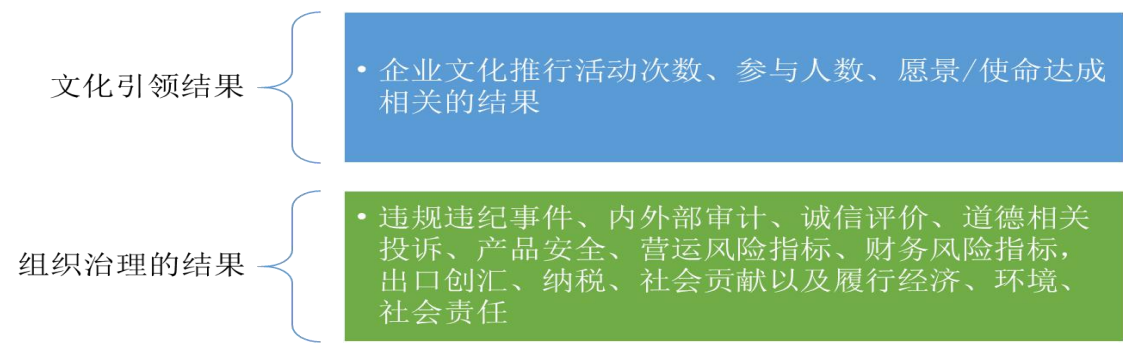 文化引领结果
• 企业文化推行活动次数、参与人数、愿景/使命达成
相关的结果
组织治理的结果
• 违规违纪事件、内外部审计、诚信评价、道德相关
投诉、产品安全、营运风险指标、财务风险指标，
出口创汇、纳税、社会贡献以及履行经济、环境、
社会责任